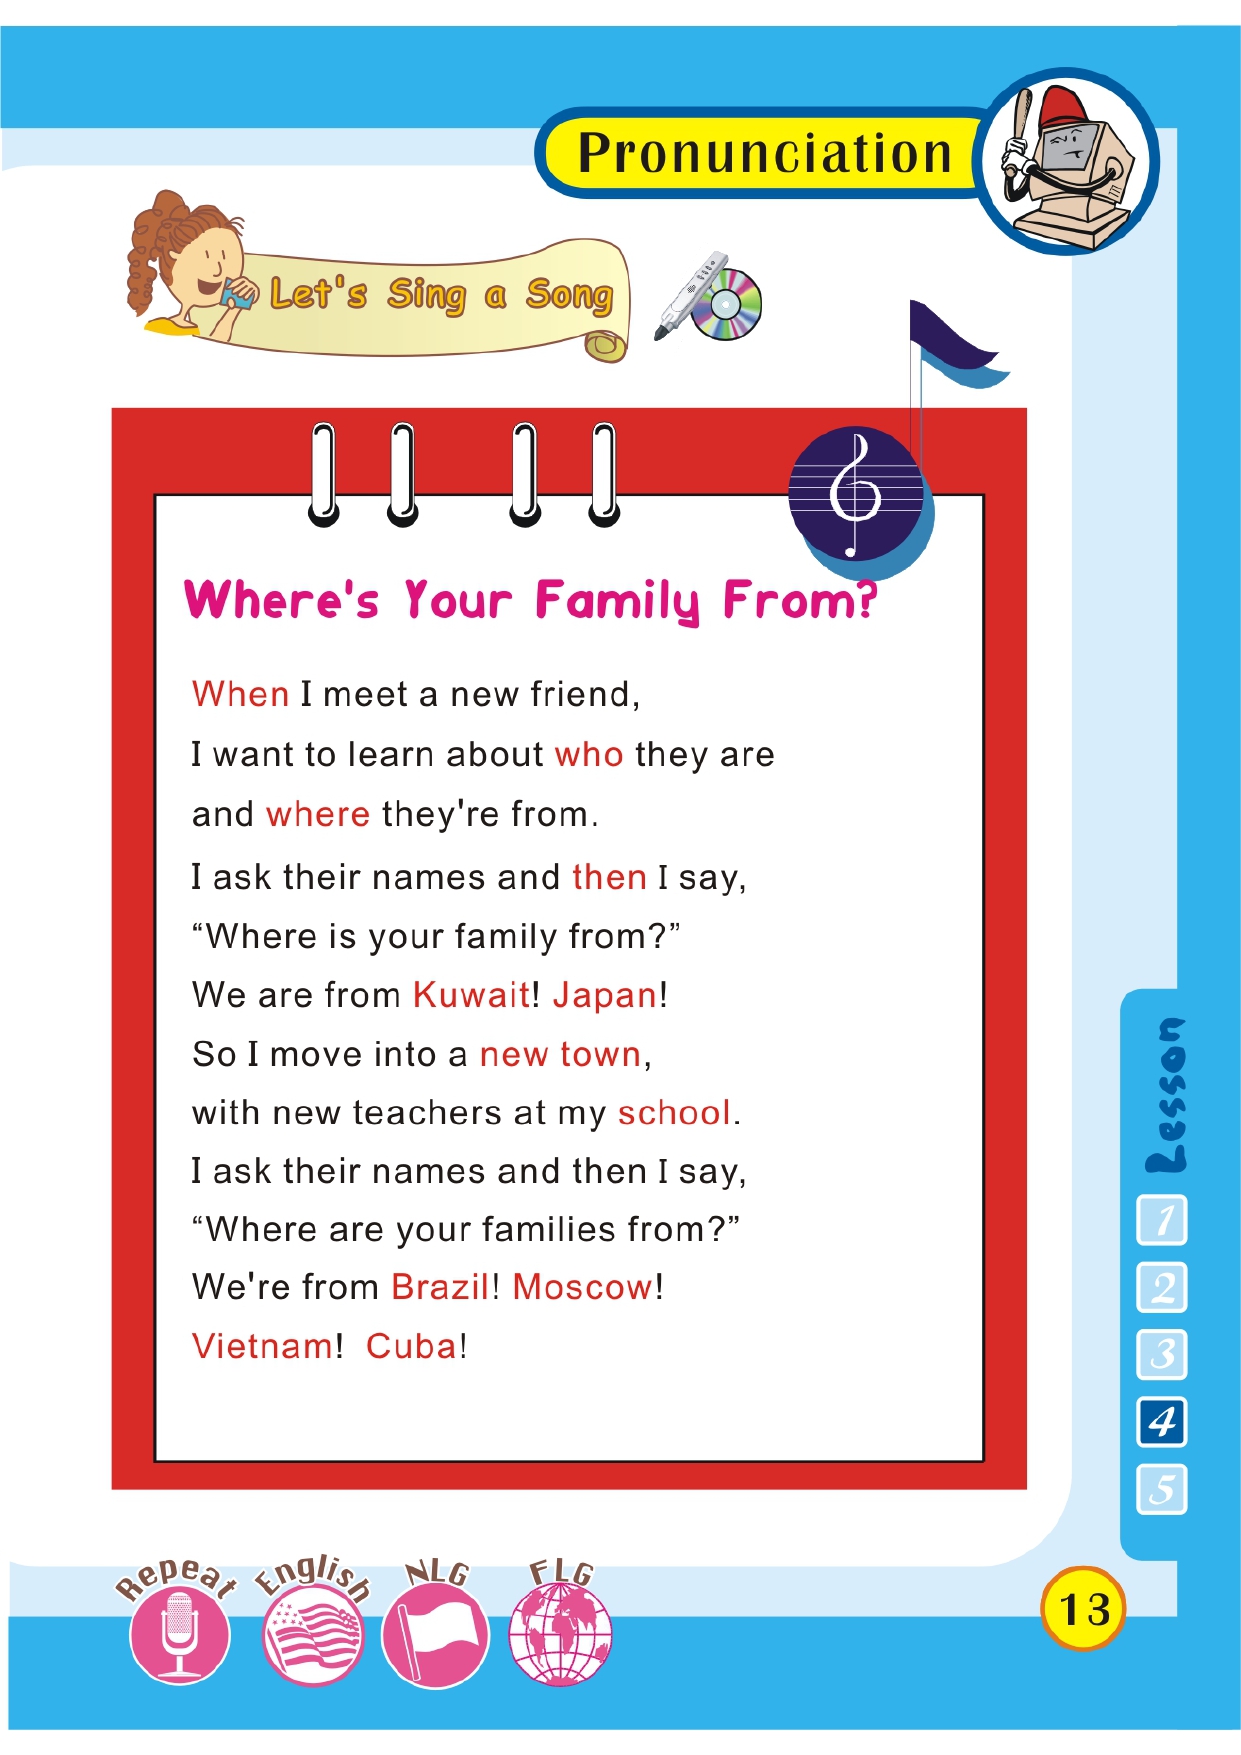 Pronunciation
Let's Sing a Song
Where's Your Family From?
When I meet a new friend,
I want to learn about who they are
and where they're from.
I ask their names and then I say,
“Where is your family from?”
We are from Kuwait! Japan!
So I move into a new town,
with new teachers at my school.
I ask their names and then I say,
“Where are your families from?”
We're from Brazil! Moscow!
Vietnam! Cuba!
Lesson
1
2
3
4
5
Repeat
English
NLG
FLG
13